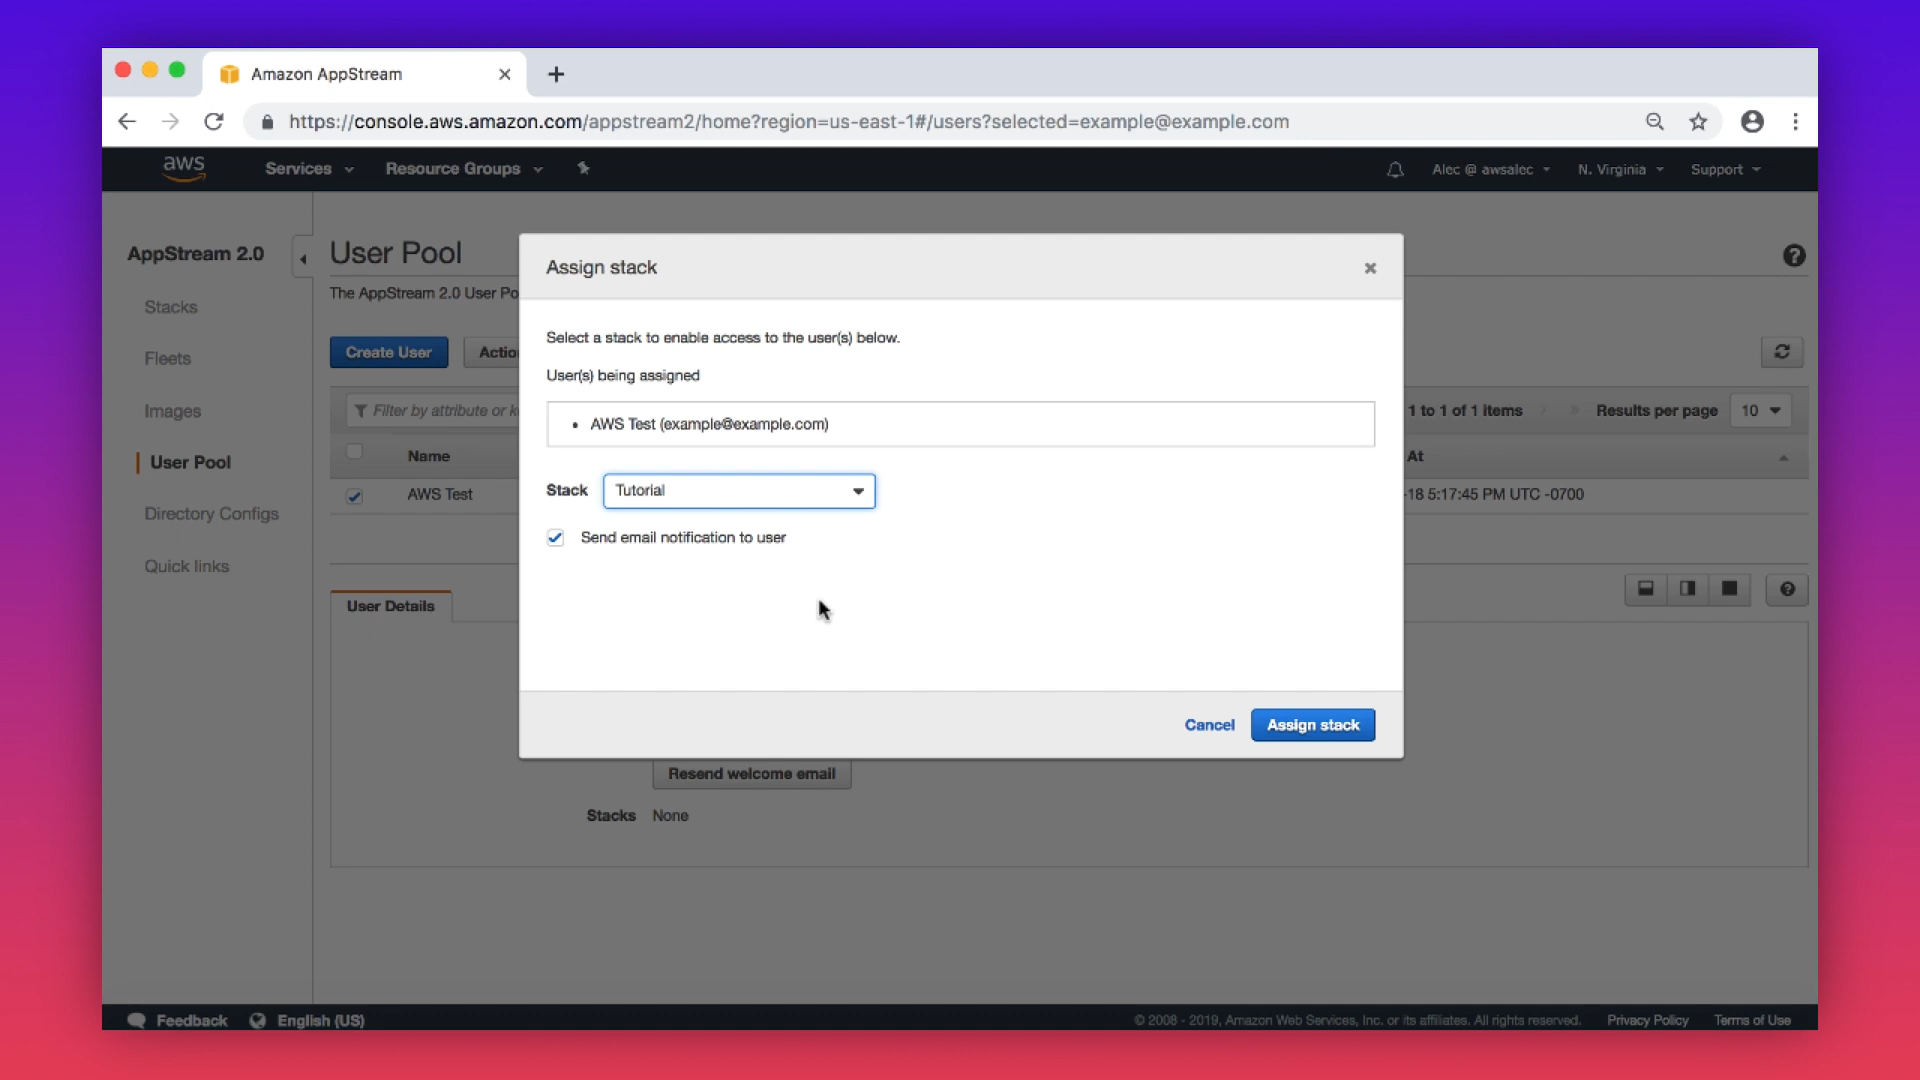 Amazon AppStream
https://console.aws.amazon.com/appstream2/home?region=us-east-1#/users?selected=example@example.com
aws Services Resource Groups Alec @ awsalec N. Virginia Support
AppStream 2.0
Stacks
Fleets
Images
User Pool
Directory Configs
Quick links
User Pool
The AppStream 2.0 User Po
Create User
Actio
Filter by attribute or k
1 to 1 of 1 items
Results per page
10
Name
At
AWS Test
-18 5:17:45 PM UTC -0700
Assign stack
Select a stack to enable access to the user(s) below.
User(s) being assigned
• AWS Test (example@example.com)
Stack Tutorial
Send email notification to user
Cancel Assign stack
User Details
Resend welcome email
Stacks None
Feedback English (US) © 2008 - 2019, Amazon Web Services, Inc. or its affiliates. All rights reserved. Privacy Policy Terms of Use